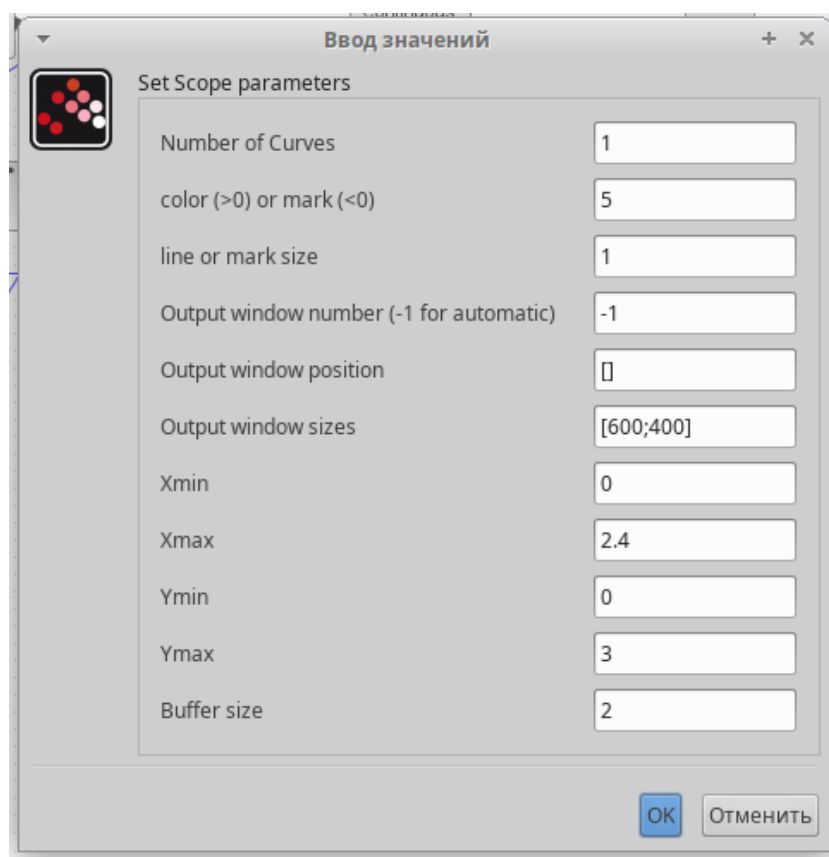 Ввод значений
Set Scope parameters
Number of Curves 1
color (>0) or mark (<0) 5
line or mark size 1
Output window number (-1 for automatic) -1
Output window position []
Output window sizes [600;400]
Xmin 0
Xmax 2.4
Ymin 0
Ymax 3
Buffer size 2
OK Отменить